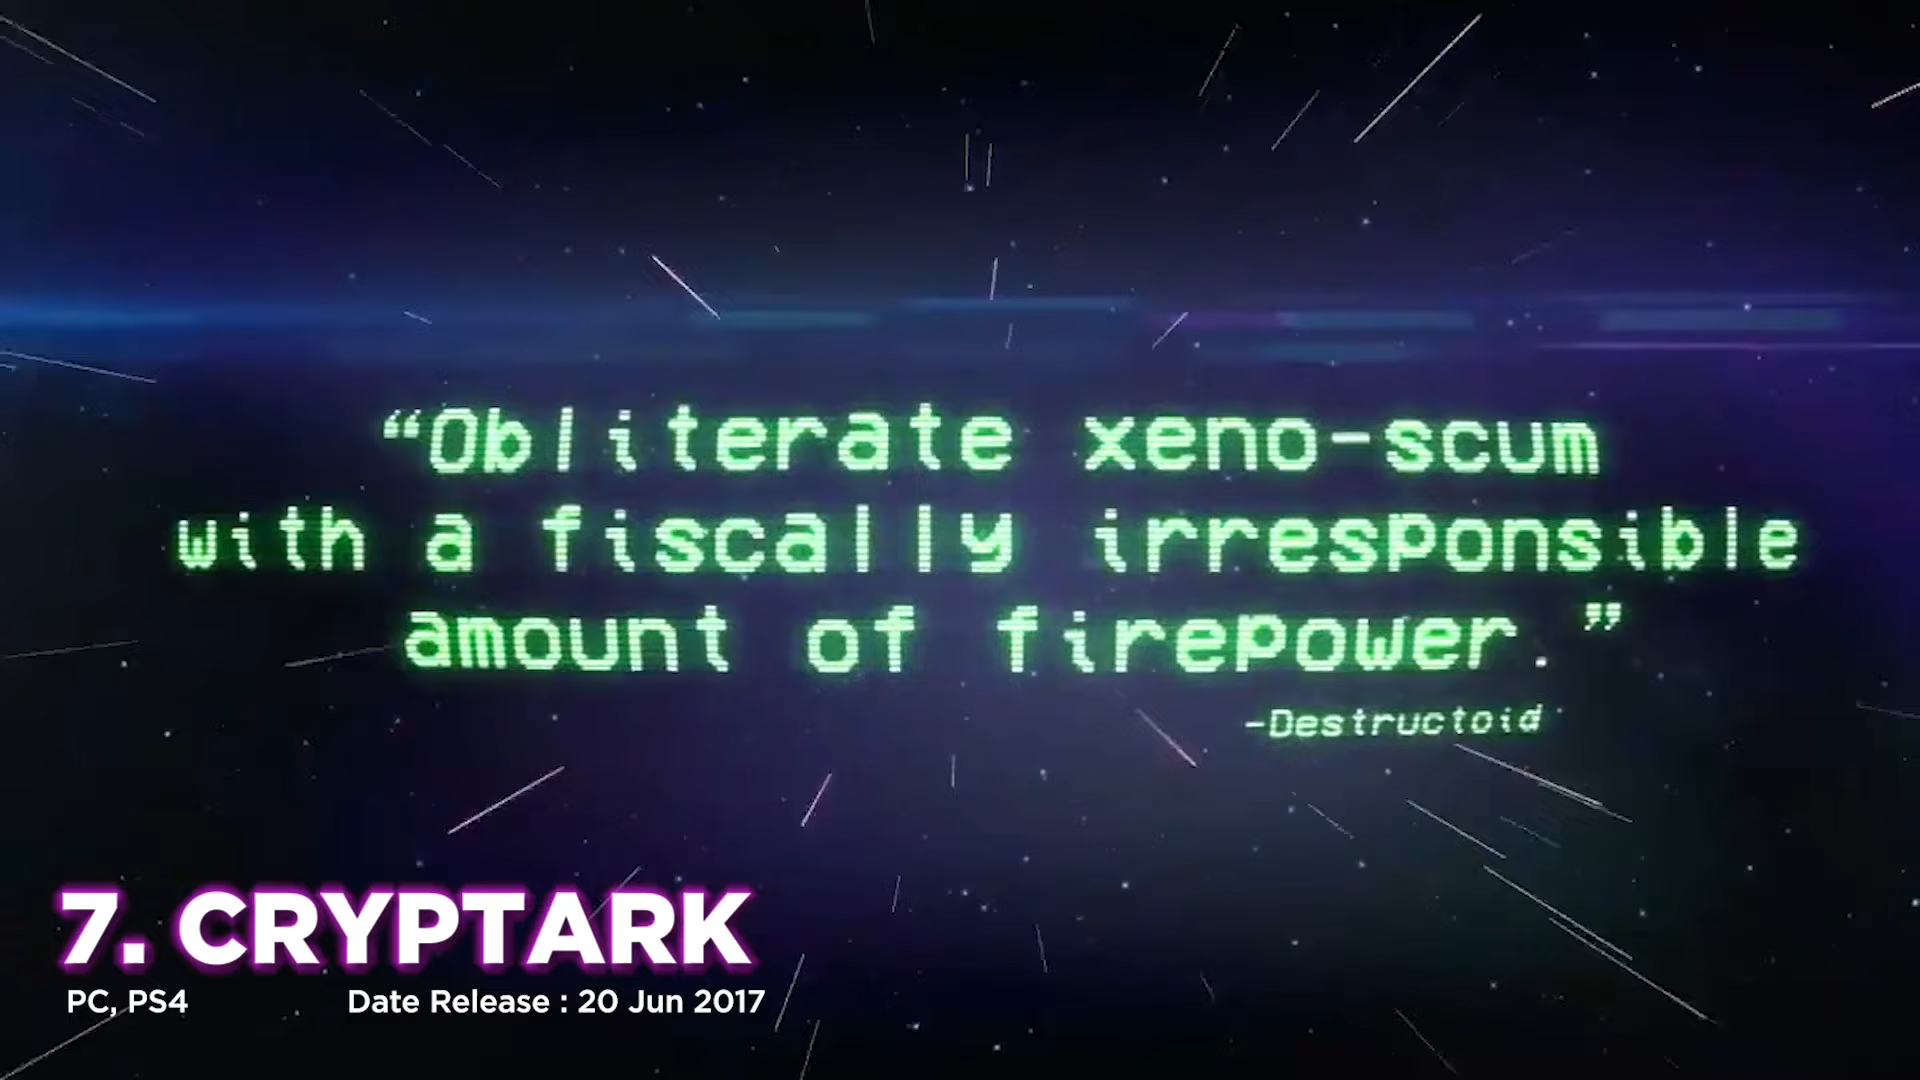 “Obliterate xeno-scum
with a fiscally irresponsible
amount of firepower.”
-Destructoid
7. CRYPTARK
PC, PS4
Date Release : 20 Jun 2017